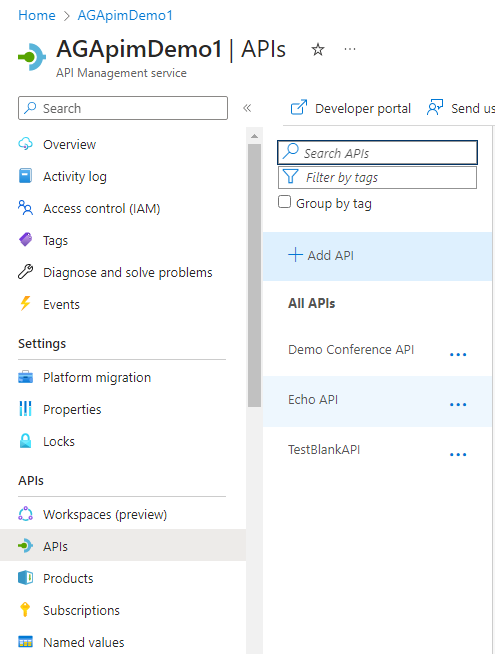 Home > AGApimDemo1
AGApimDemo1 | APIs
API Management service
Search
Overview
Activity log
Access control (IAM)
Tags
Diagnose and solve problems
Events
Settings
Platform migration
Properties
Locks
APIs
Workspaces (preview)
APIs
Products
Subscriptions
Named values
Developer portal Send us
Search APIs
Filter by tags
Group by tag
+ Add API
All APIs
Demo Conference API
Echo API
TestBlankAPI